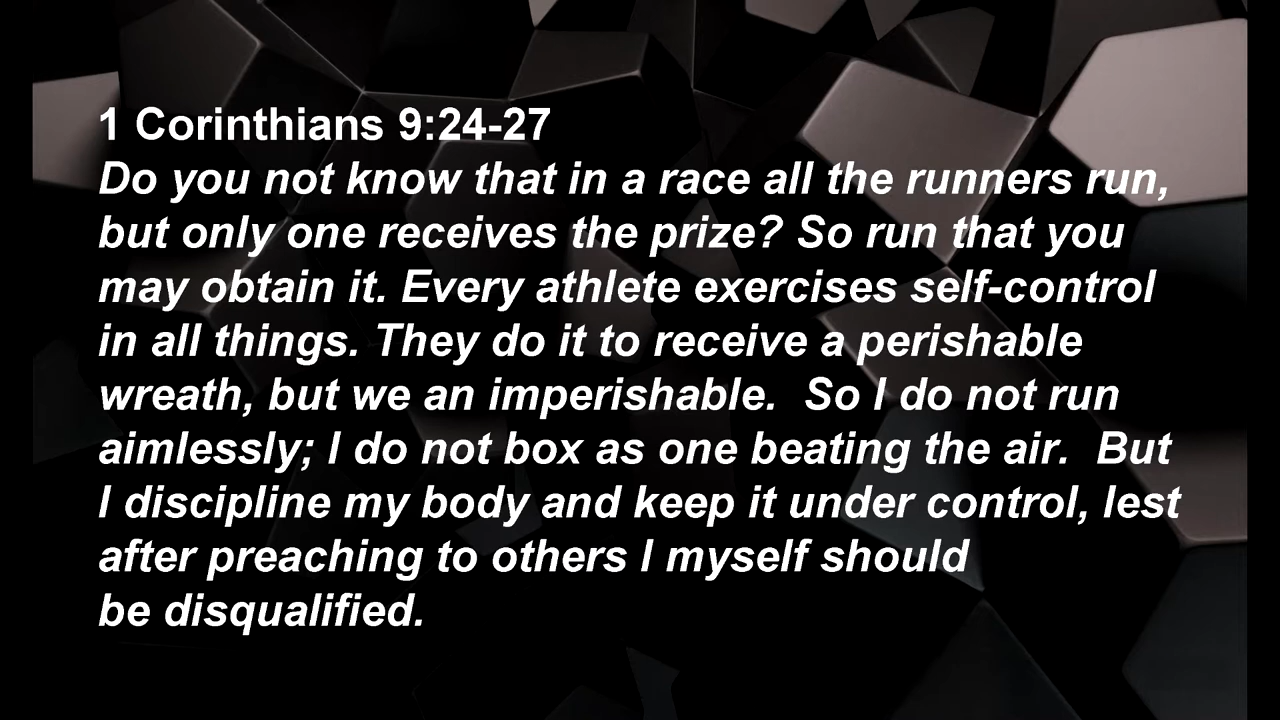 1 Corinthians 9:24-27
Do you not know that in a race all the runners run,
but only one receives the prize? So run that you
may obtain it. Every athlete exercises self-control
in all things. They do it to receive a perishable
wreath, but we an imperishable.  So I do not run
aimlessly; I do not box as one beating the air.  But
I discipline my body and keep it under control, lest
after preaching to others I myself should
be disqualified.